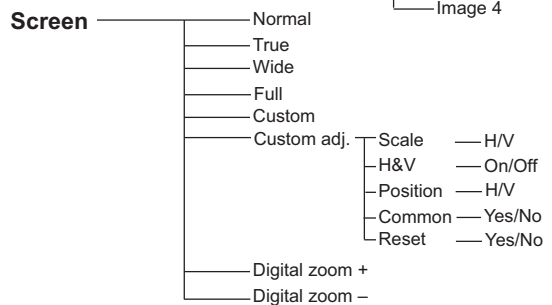 Image 4
Screen Normal
True
Wide
Full
Custom
Custom adj. Scale H/V
H&V On/Off
Position H/V
Common Yes/No
Reset Yes/No
Digital zoom +
Digital zoom –